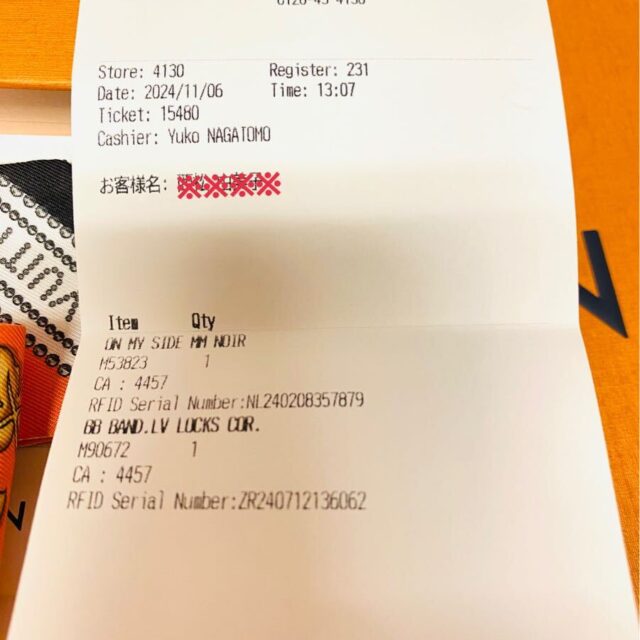 Store: 4130 Register: 231
Date: 2024/11/06 Time: 13:07
Ticket: 15480
Cashier: Yuko NAGATOMO
お客様名:
Item Qty
ON MY SIDE MM NOIR
M53823 1
CA : 4457
RFID Serial Number:NL240208357879
BB BAND.LV LOCKS COR.
M90672 1
CA : 4457
RFID Serial Number:ZR240712136062
V
VUITT
V